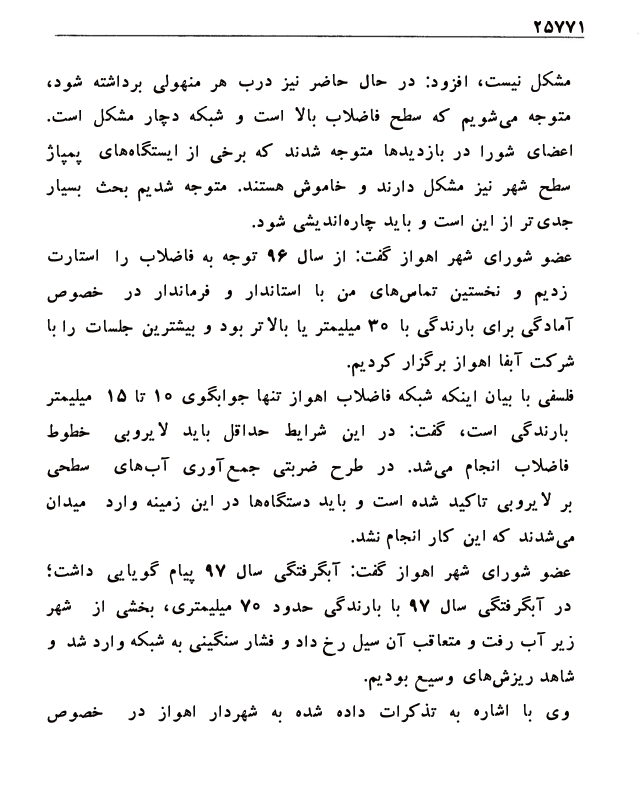 ۲۵۷۷۱
مشکل نیست، افزود: در حال حاضر نیز درب هر منهولی برداشته شود،
متوجه می‌شویم که سطح فاضلاب بالا است و شبکه دچار مشکل است.
اعضای شورا در بازدیدها متوجه شدند که برخی از ایستگاه‌های پمپاژ
سطح شهر نیز مشکل دارند و خاموش هستند. متوجه شدیم بحث بسیار
جدی‌تر از این است و باید چاره‌اندیشی شود.
عضو شورای شهر اهواز گفت: از سال ۹۶ توجه به فاضلاب را استارت
زدیم و نخستین تماس‌های من با استاندار و فرماندار در خصوص
آمادگی برای بارندگی با ۳۰ میلیمتر یا بالاتر بود و بیشترین جلسات را با
شرکت آبفا اهواز برگزار کردیم.
فلسفی با بیان اینکه شبکه فاضلاب اهواز تنها جوابگوی ۱۰ تا ۱۵ میلیمتر
بارندگی است، گفت: در این شرایط حداقل باید لایروبی خطوط
فاضلاب انجام می‌شد. در طرح ضربتی جمع‌آوری آب‌های سطحی
بر لایروبی تاکید شده است و باید دستگاه‌ها در این زمینه وارد میدان
می‌شدند که این کار انجام نشد.
عضو شورای شهر اهواز گفت: آبگرفتگی سال ۹۷ پیام گویایی داشت؛
در آبگرفتگی سال ۹۷ با بارندگی حدود ۷۰ میلیمتری، بخشی از شهر
زیر آب رفت و متعاقب آن سیل رخ داد و فشار سنگینی به شبکه وارد شد و
شاهد ریزش‌های وسیع بودیم.
وی با اشاره به تذکرات داده شده به شهردار اهواز در خصوص